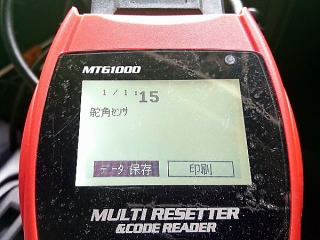 MTG1000
1/1:15
舵角センサ
データ保存
印刷
MULTI RESETTER
&CODE READER